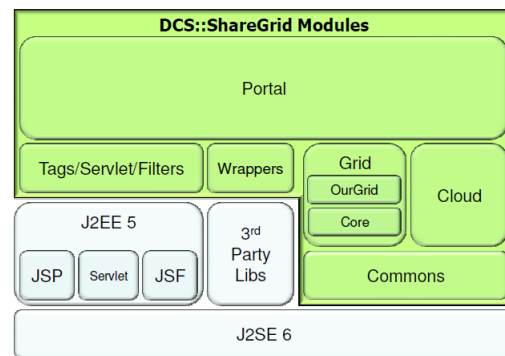 DCS::ShareGrid Modules
Portal
Tags/Servlet/Filters
Wrappers
Grid
OurGrid
Core
Cloud
J2EE 5
JSP
Servlet
JSF
3rd
Party
Libs
Commons
J2SE 6